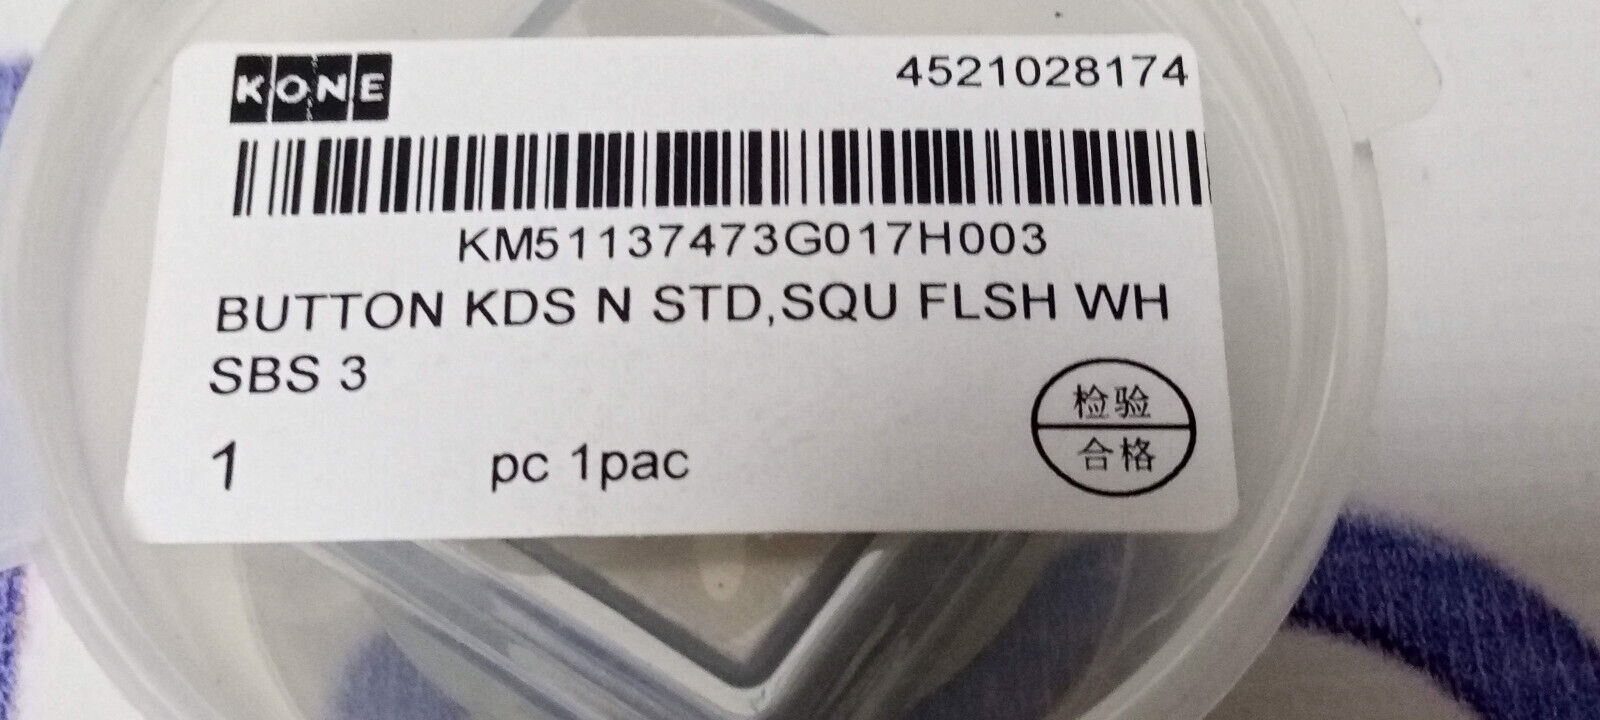 KONE
4521028174
KM51137473G017H003
BUTTON KDS N STD,SQU FLSH WH
SBS 3
1 pc 1pac
检验
合格